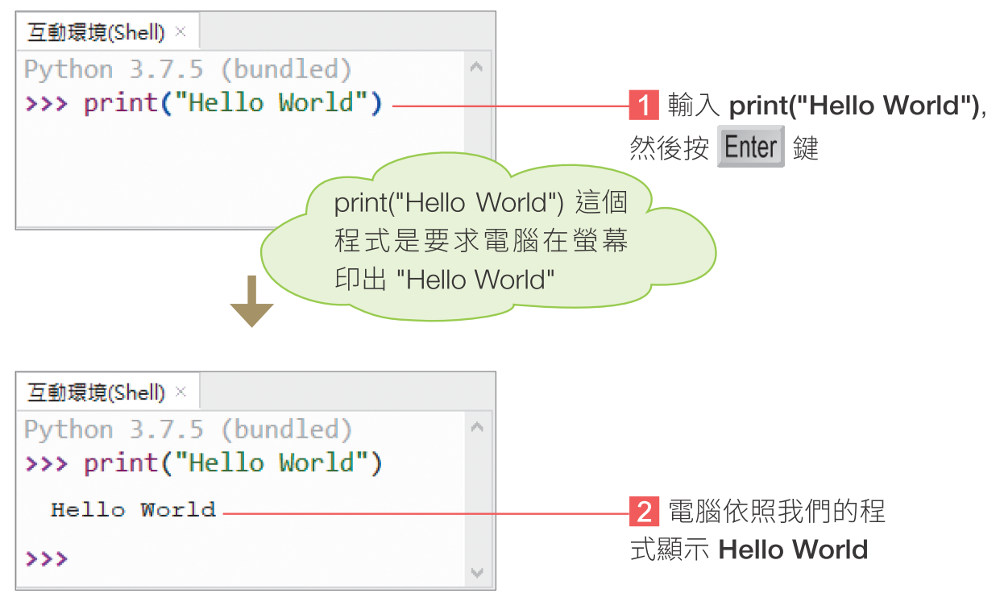 互動環境(Shell) ×
Python 3.7.5 (bundled)
>>> print("Hello World")
1 輸入 print("Hello World"),
然後按 Enter 鍵
print("Hello World") 這個
程式是要求電腦在螢幕
印出 "Hello World"
互動環境(Shell) ×
Python 3.7.5 (bundled)
>>> print("Hello World")
Hello World
>>>
2 電腦依照我們的程
式顯示 Hello World